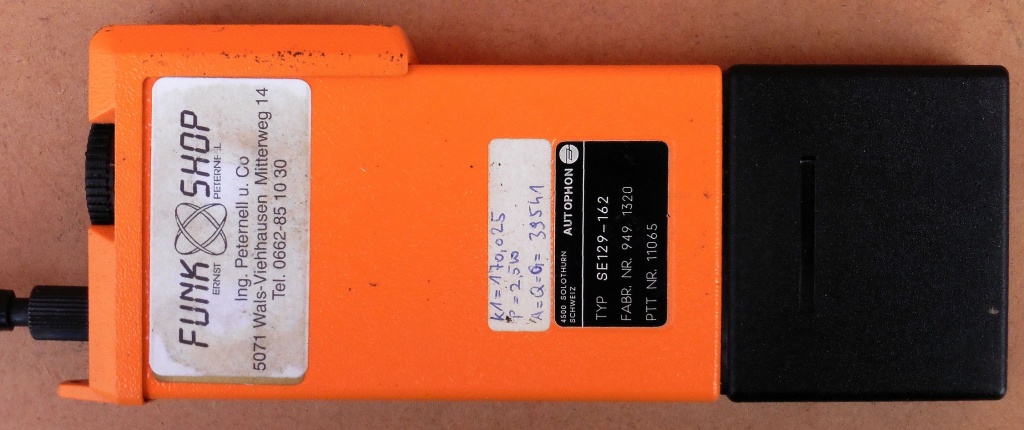 FUNK SHOP
ERNST PETERNELL
Ing. Peternell u. Co
5071 Wals-Viehhausen Mitterweg 14
Tel. 0662-85 10 30
K1=170,025
P=2,5W
A=Q=G= 39541
4500 SOLOTHURN
SCHWEIZ
AUTOPHON
TYP SE129-162
FABR. NR. 949 1320
PTT NR. 11065